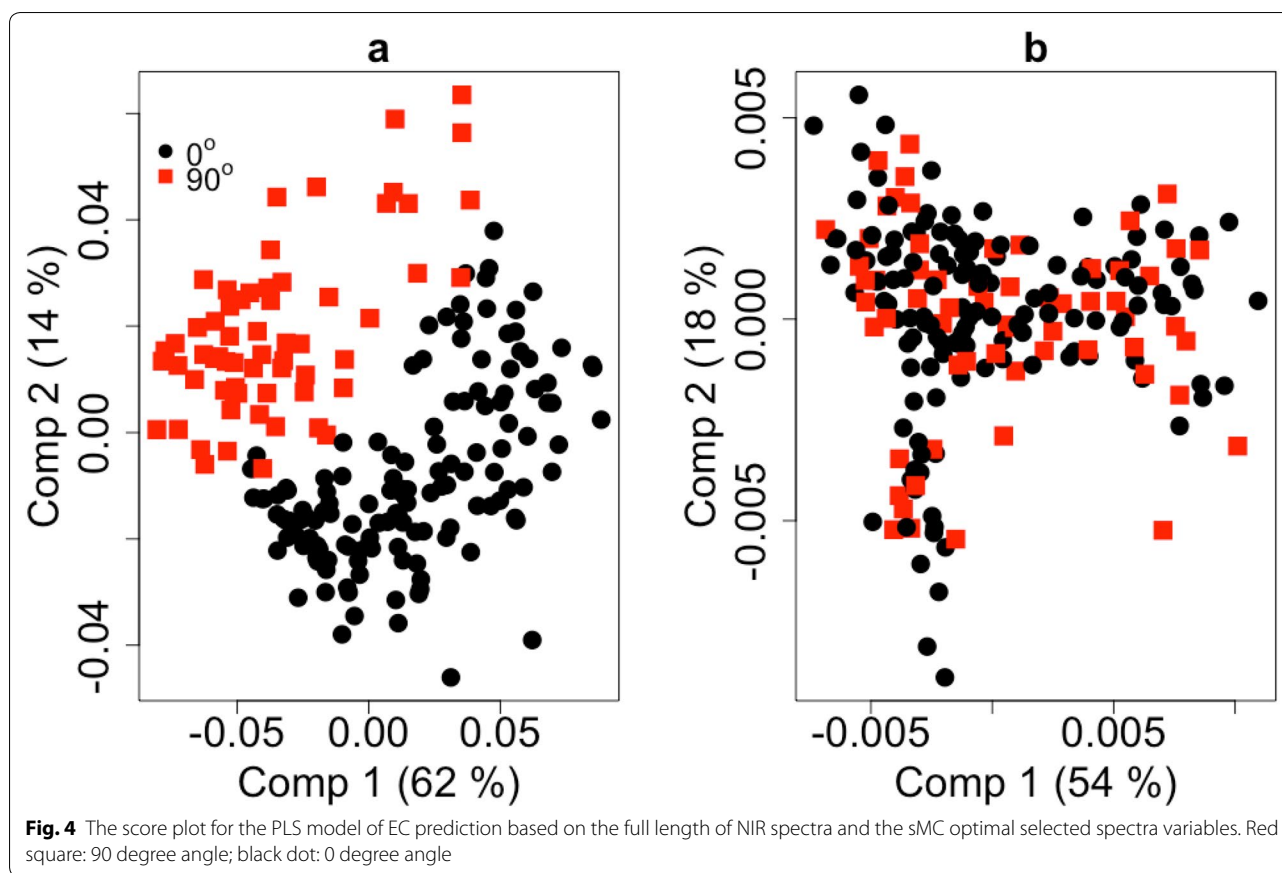 a
0°
90°
0.04
0.00
-0.04
Comp 2 (14 %)
-0.05 0.00 0.05
Comp 1 (62 %)
b
0.005
0.000
-0.005
Comp 2 (18 %)
-0.005 0.005
Comp 1 (54 %)
Fig. 4 The score plot for the PLS model of EC prediction based on the full length of NIR spectra and the sMC optimal selected spectra variables. Red
square: 90 degree angle; black dot: 0 degree angle